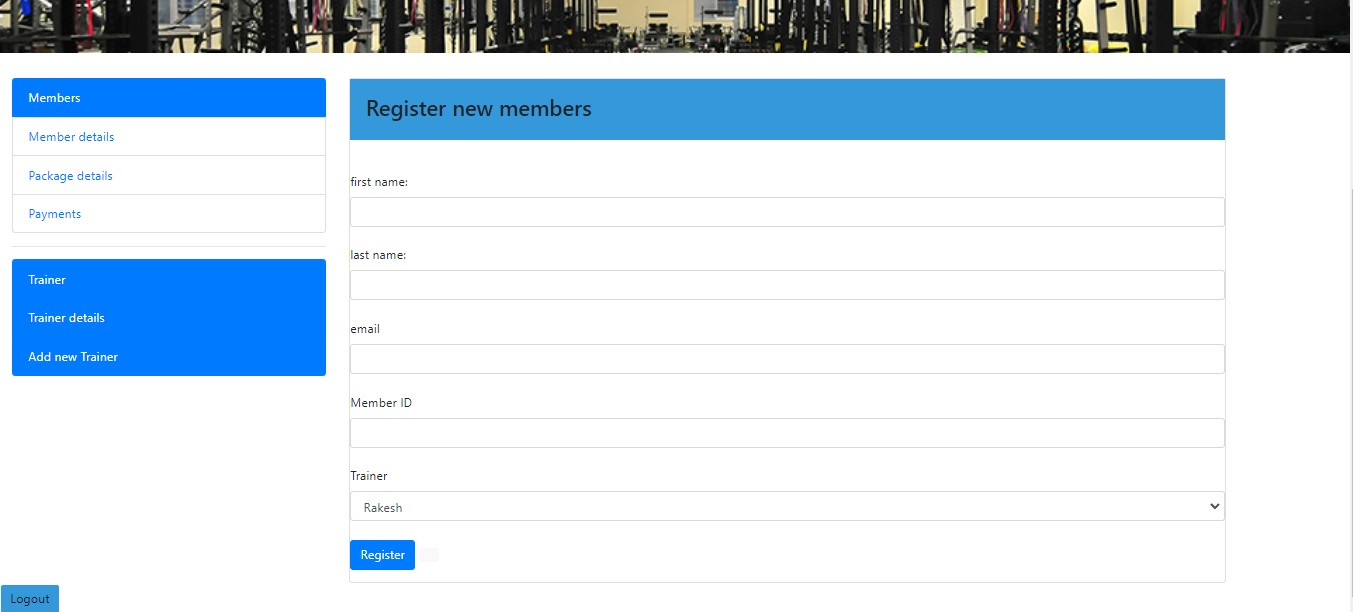 Members
Member details
Package details
Payments
Trainer
Trainer details
Add new Trainer
Register new members
first name:
last name:
email
Member ID
Trainer
Rakesh
Register
Logout